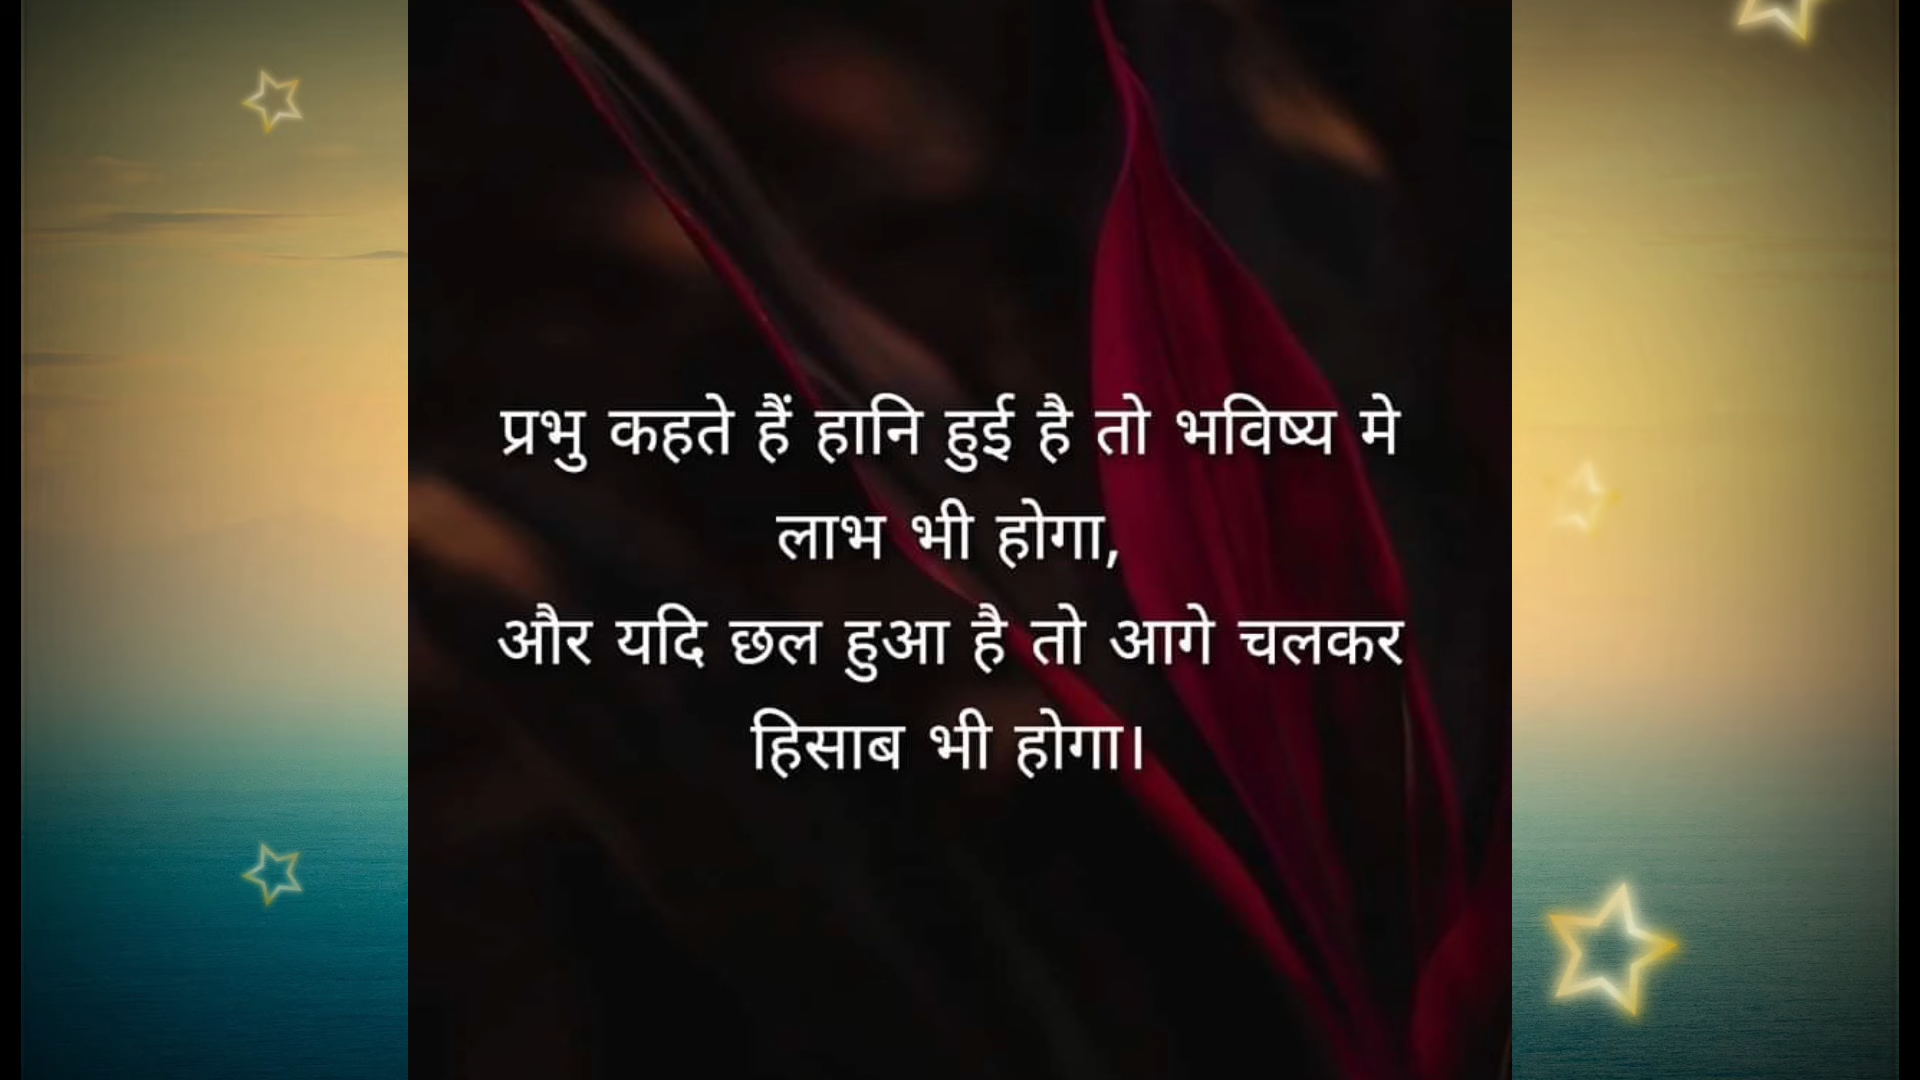 प्रभु कहते हैं हानि हुई है तो भविष्य मे
लाभ भी होगा,
और यदि छल हुआ है तो आगे चलकर
हिसाब भी होगा।